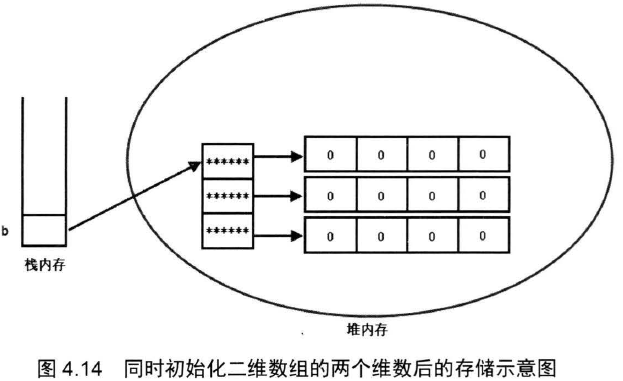 ****** 0 0 0 0
****** 0 0 0 0
****** 0 0 0 0
b
栈内存
堆内存
图 4.14 同时初始化二维数组的两个维数后的存储示意图